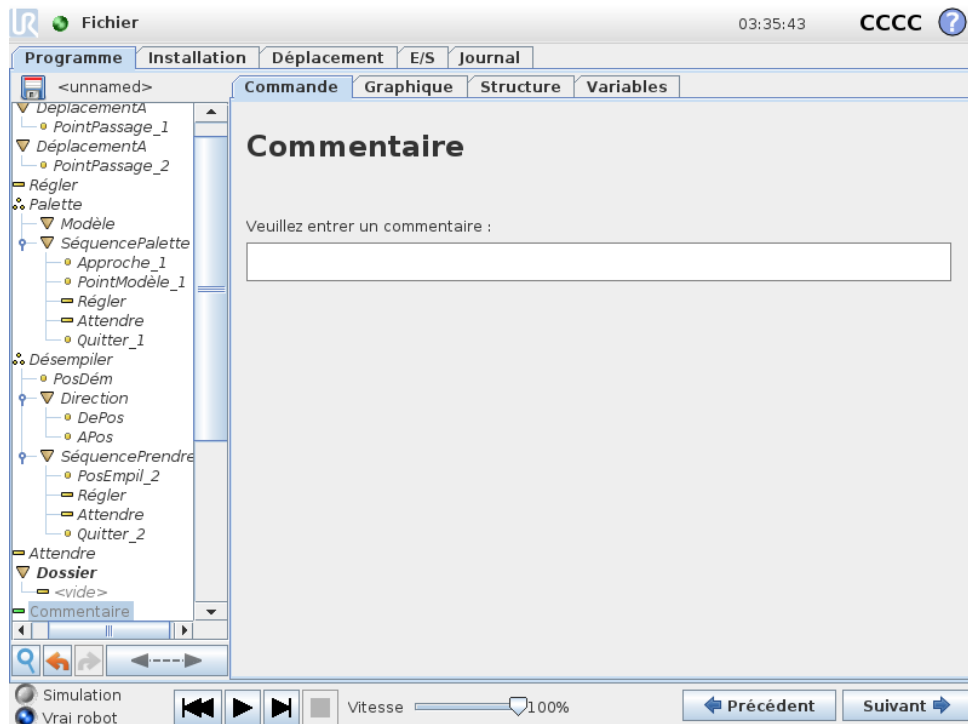 Fichier
03:35:43
CCCC
?
Programme
Installation
Déplacement
E/S
Journal
<unnamed>
Commande
Graphique
Structure
Variables
DéplacementA
PointPassage_1
DéplacementA
PointPassage_2
Régler
Palette
Modèle
SéquencePalette
Approche_1
PointModèle_1
Régler
Attendre
Quitter_1
Désempiler
PosDém
Direction
DePos
APos
SéquencePrendre
PosEmpil_2
Régler
Attendre
Quitter_2
Attendre
Dossier
<vide>
Commentaire
Commentaire
Veuillez entrer un commentaire :
Simulation
Vrai robot
Vitesse
100%
Précédent
Suivant